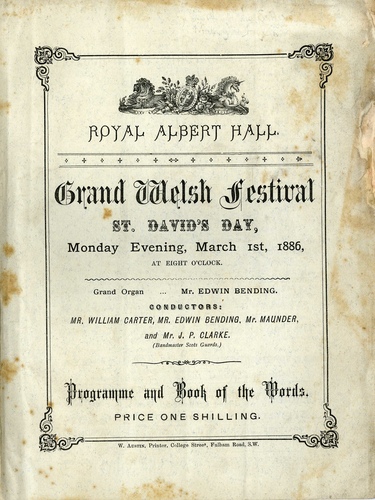 ROYAL ALBERT HALL.
Grand Welsh Festival
ST. DAVID'S DAY,
Monday Evening, March 1st, 1886,
AT EIGHT O'CLOCK.
Grand Organ ... Mr. EDWIN BENDING.
CONDUCTORS:
MR. WILLIAM CARTER, MR. EDWIN BENDING, Mr. MAUNDER,
and Mr. J. P. CLARKE.
(Bandmaster Scots Guards.)
Programme and Book of the Words.
PRICE ONE SHILLING.
W. Austin, Printer, College Street, Fulham Road, S.W.